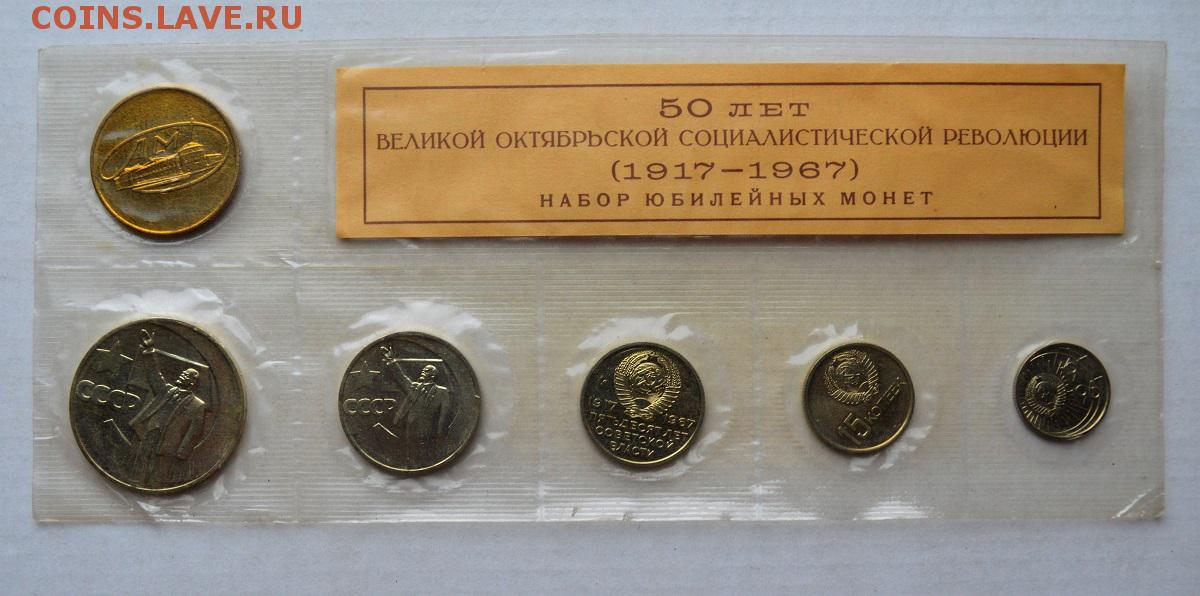 COINS.LAVE.RU
50 ЛЕТ
ВЕЛИКОЙ ОКТЯБРЬСКОЙ СОЦИАЛИСТИЧЕСКОЙ РЕВОЛЮЦИИ
(1917–1967)
НАБОР ЮБИЛЕЙНЫХ МОНЕТ
СССР
СССР
1917 1967
ПЯТЬДЕСЯТ ЛЕТ
СОВЕТСКОЙ
ВЛАСТИ
15 КОПЕЕК